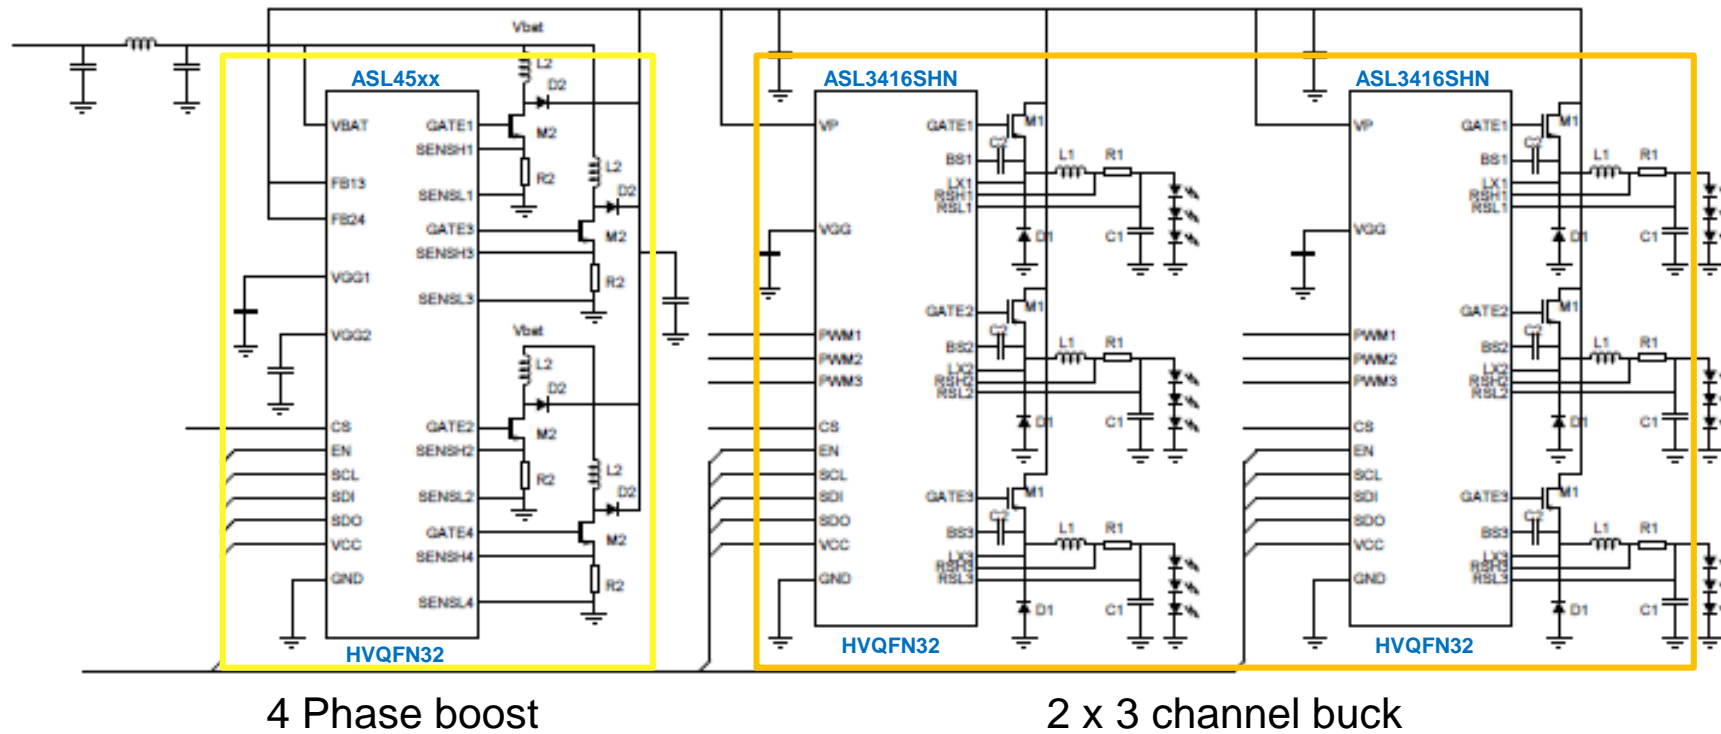 Vbat
L2
D2
ASL45xx
VBAT
GATE1
M2
SENSH1
R2
SENSL1
FB13
L2
D2
FB24
GATE3
M2
SENSH3
VGG1
R2
SENSL3
VGG2
Vbat
L2
D2
CS
GATE2
M2
EN
SENSH2
SCL
L2
R2
D2
SDI
SENSL2
SDO
GATE4
M2
VCC
SENSH4
GND
R2
SENSL4
HVQFN32
4 Phase boost
ASL3416SHN
VP
GATE1
M1
C2
BS1
L1
R1
LX1
RSH1
RSL1
VGG
D1
C1
GATE2
M1
C2
PWM1
BS2
L1
R1
PWM2
LX2
PWM3
RSH2
RSL2
CS
D1
C1
EN
SCL
SDI
GATE3
M1
C2
SDO
BS3
L1
R1
VCC
LX3
RSH3
GND
RSL3
D1
C1
HVQFN32
ASL3416SHN
VP
GATE1
M1
C2
BS1
L1
R1
LX1
RSH1
RSL1
VGG
D1
C1
GATE2
M1
C2
PWM1
BS2
L1
R1
PWM2
LX2
PWM3
RSH2
RSL2
CS
D1
C1
EN
SCL
SDI
GATE3
M1
C2
SDO
BS3
L1
R1
VCC
LX3
RSH3
GND
RSL3
D1
C1
HVQFN32
2 x 3 channel buck